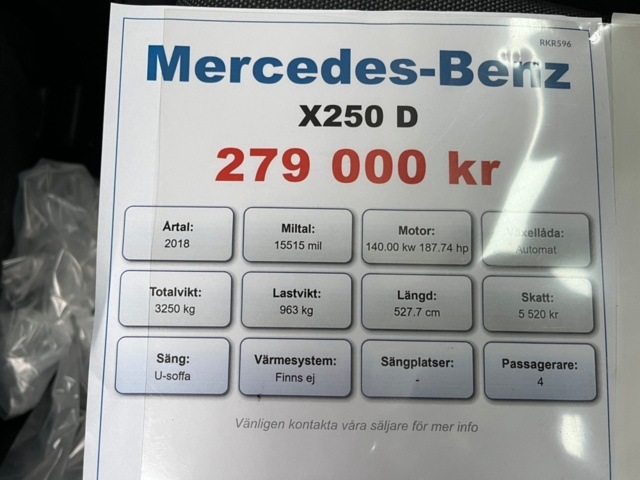 RKR596
Mercedes-Benz
X250 D
279 000 kr
Årtal:
2018
Miltal:
15515 mil
Motor:
140.00 kw 187.74 hp
Växellåda:
Automat
Totalvikt:
3250 kg
Lastvikt:
963 kg
Längd:
527.7 cm
Skatt:
5 520 kr
Säng:
U-soffa
Värmesystem:
Finns ej
Sängplatser:
-
Passagerare:
4
Vänligen kontakta våra säljare för mer info